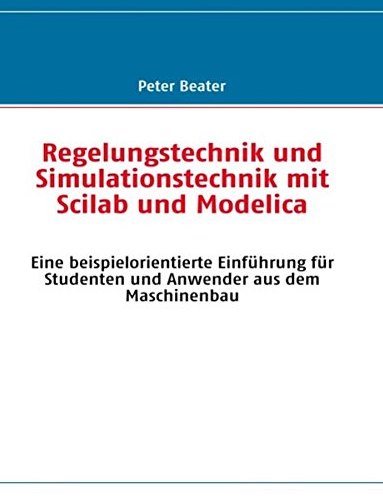 Peter Beater
Regelungstechnik und
Simulationstechnik mit
Scilab und Modelica
Eine beispielorientierte Einführung für
Studenten und Anwender aus dem
Maschinenbau